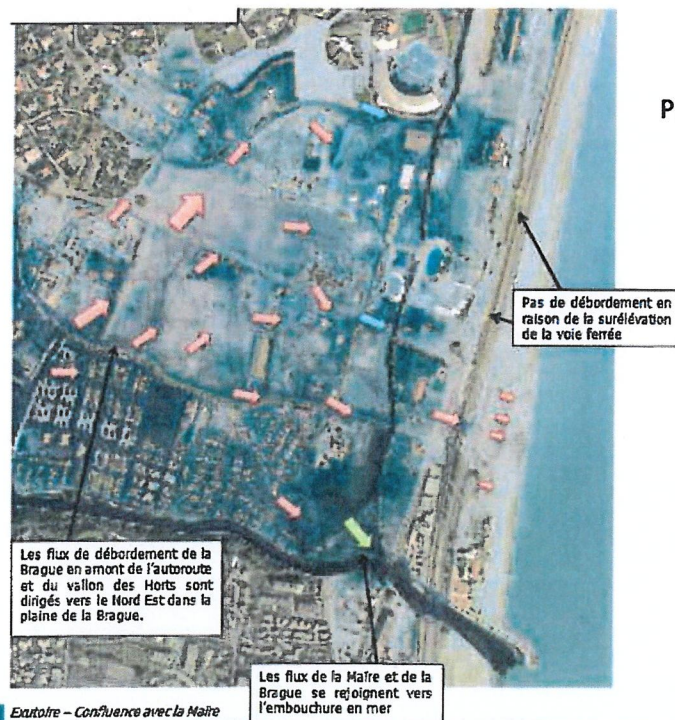 P
Pas de débordement en
raison de la surélévation
de la voie ferrée
Les flux de débordement de la
Brague en amont de l'autoroute
et du vallon des Horts sont
dirigés vers le Nord Est dans la
plaine de la Brague.
Les flux de la Maïre et de la
Brague se rejoignent vers
l'embouchure en mer
Exutoire – Confluence avec la Maïre